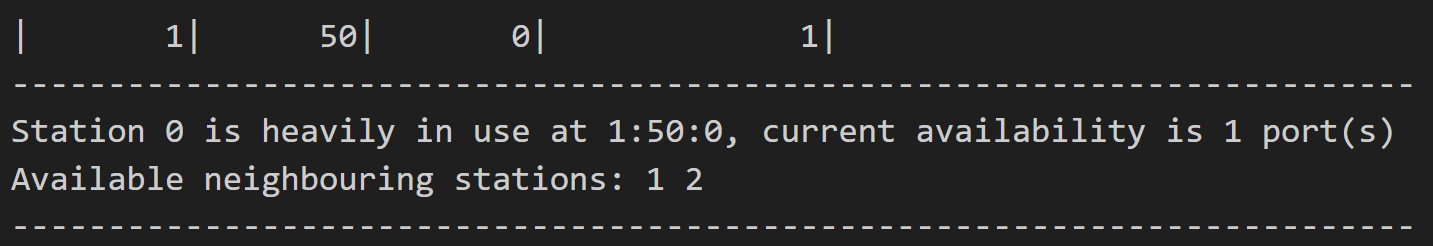 |       1|      50|       0|             1|
-------------------------------------------------------------------------
Station 0 is heavily in use at 1:50:0, current availability is 1 port(s)
Available neighbouring stations: 1 2
-------------------------------------------------------------------------